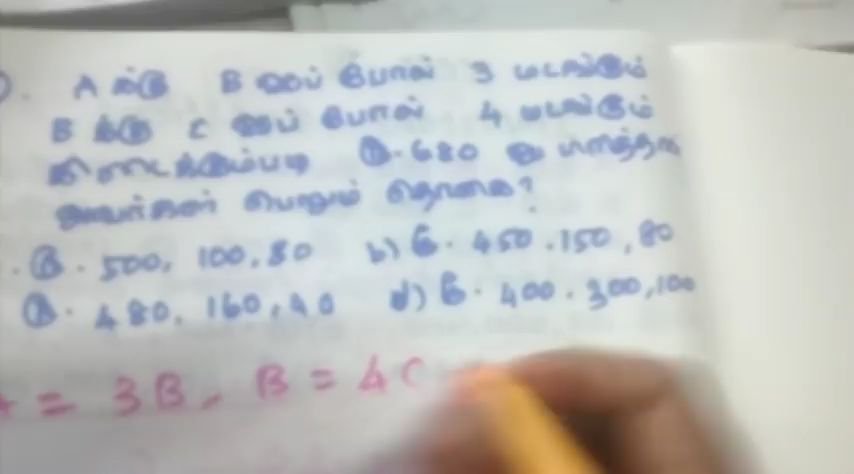 A க்கு B ஐப் போல் 3 மடங்கும்
B க்கு C ஐப் போல் 4 மடங்கும்
கிடைக்கும்படி ரூ. 680 ஐ
அவர்கள் பெறும் தொகை?
ரூ. 500, 100, 80 b) ரூ. 450. 150, 80
ரூ. 480. 160, 40 d) ரூ. 400. 300, 100
= 3B, B = 4C